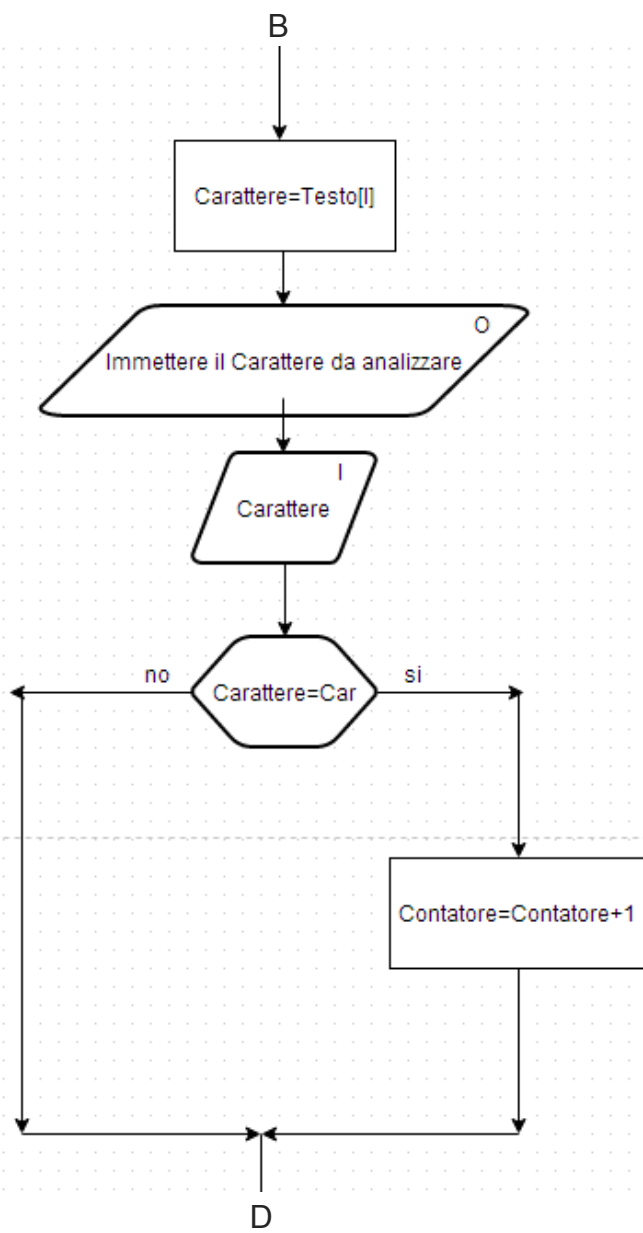 B
Carattere=Testo[I]
O
Immettere il Carattere da analizzare
I
Carattere
no
Carattere=Car
si
Contatore=Contatore+1
D